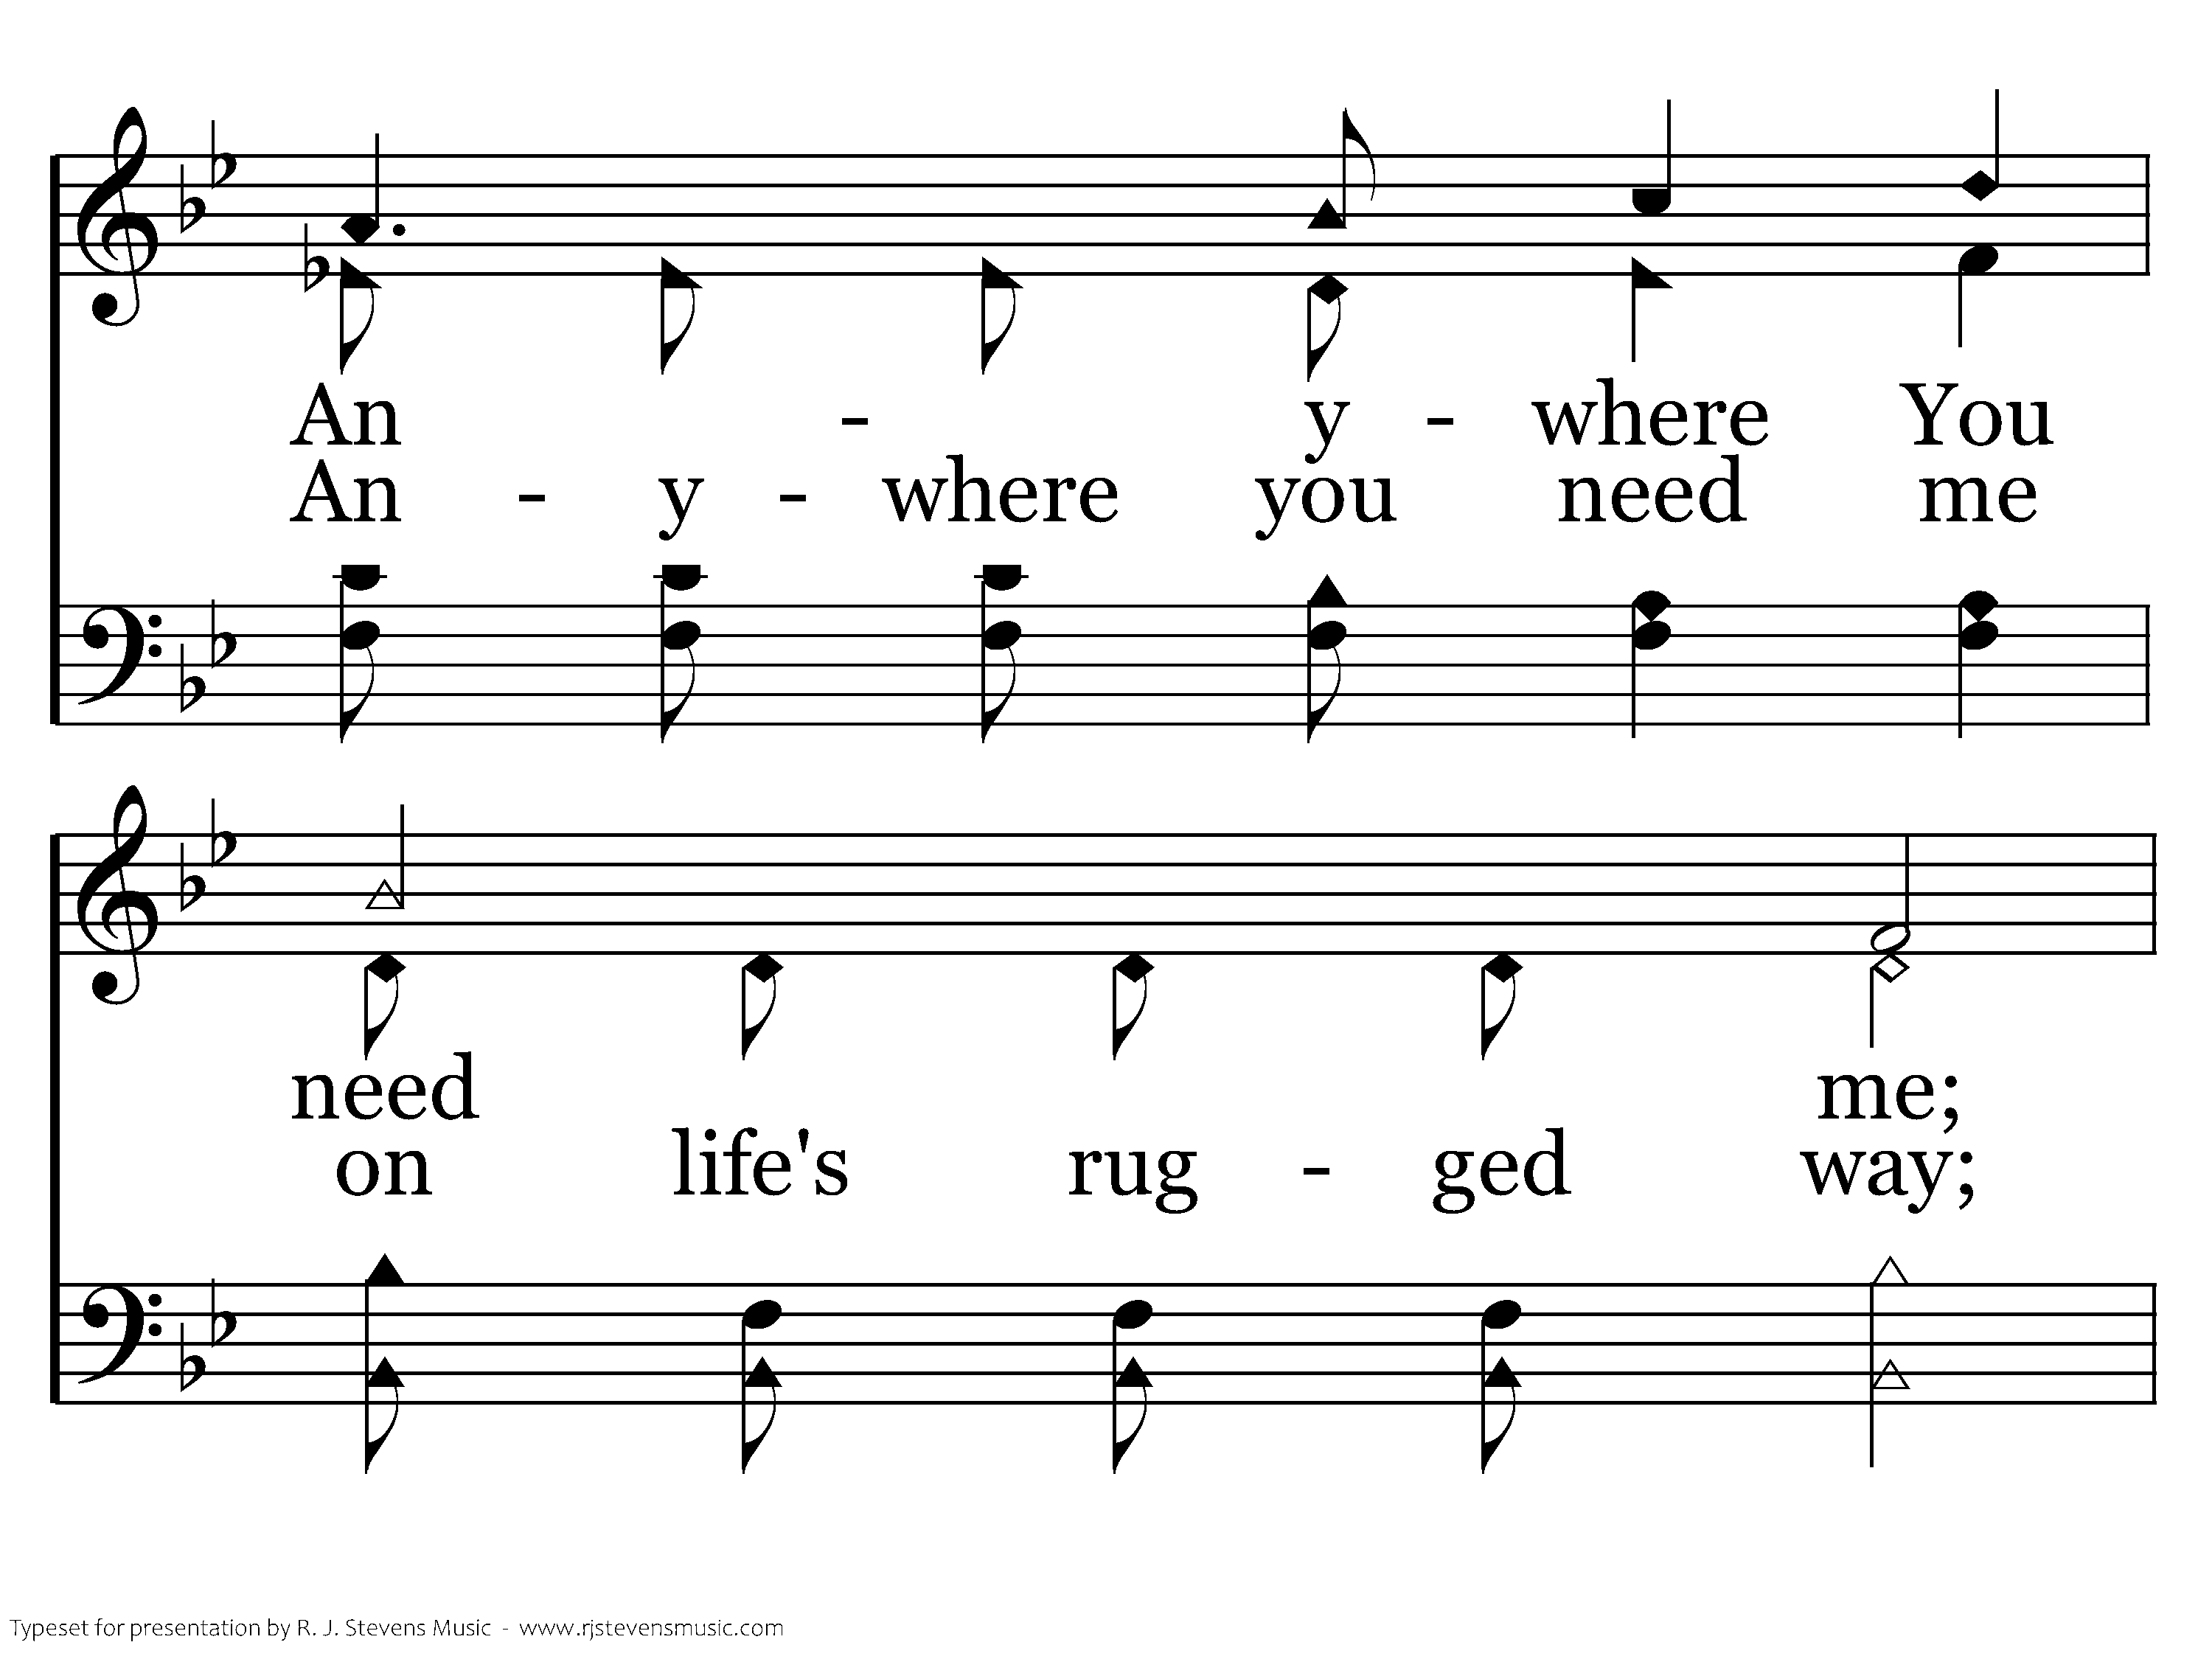 An - y - where You
An - y - where you need me
need me;
on life's rug - ged way;
Typeset for presentation by R. J. Stevens Music - www.rjstevensmusic.com